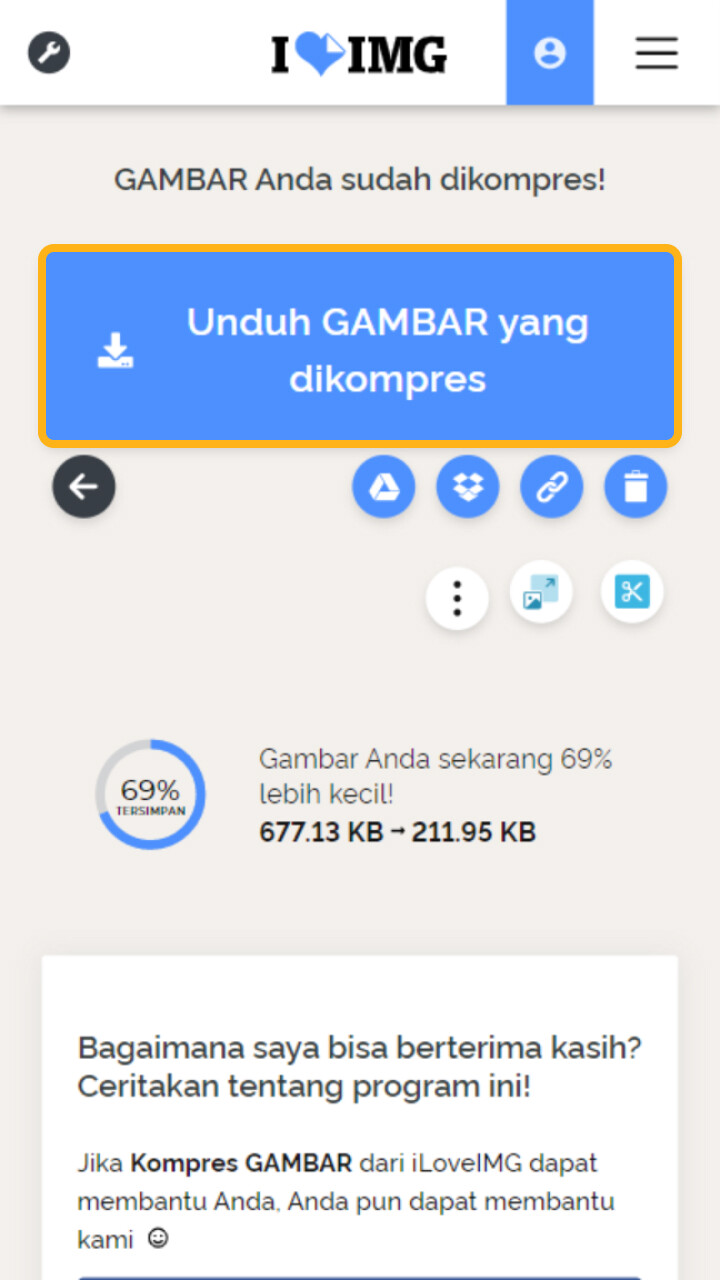 I IMG
GAMBAR Anda sudah dikompres!
Unduh GAMBAR yang
dikompres
69%
TERSIMPAN
Gambar Anda sekarang 69%
lebih kecil!
677.13 KB → 211.95 KB
Bagaimana saya bisa berterima kasih?
Ceritakan tentang program ini!
Jika Kompres GAMBAR dari iLoveIMG dapat
membantu Anda, Anda pun dapat membantu
kami ☺